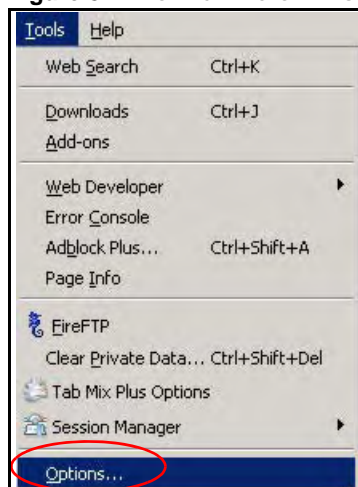 Tools Help
Web Search Ctrl+K
Downloads Ctrl+J
Add-ons
Web Developer
Error Console
Adblock Plus... Ctrl+Shift+A
Page Info
FireFTP
Clear Private Data... Ctrl+Shift+Del
Tab Mix Plus Options
Session Manager
Options...